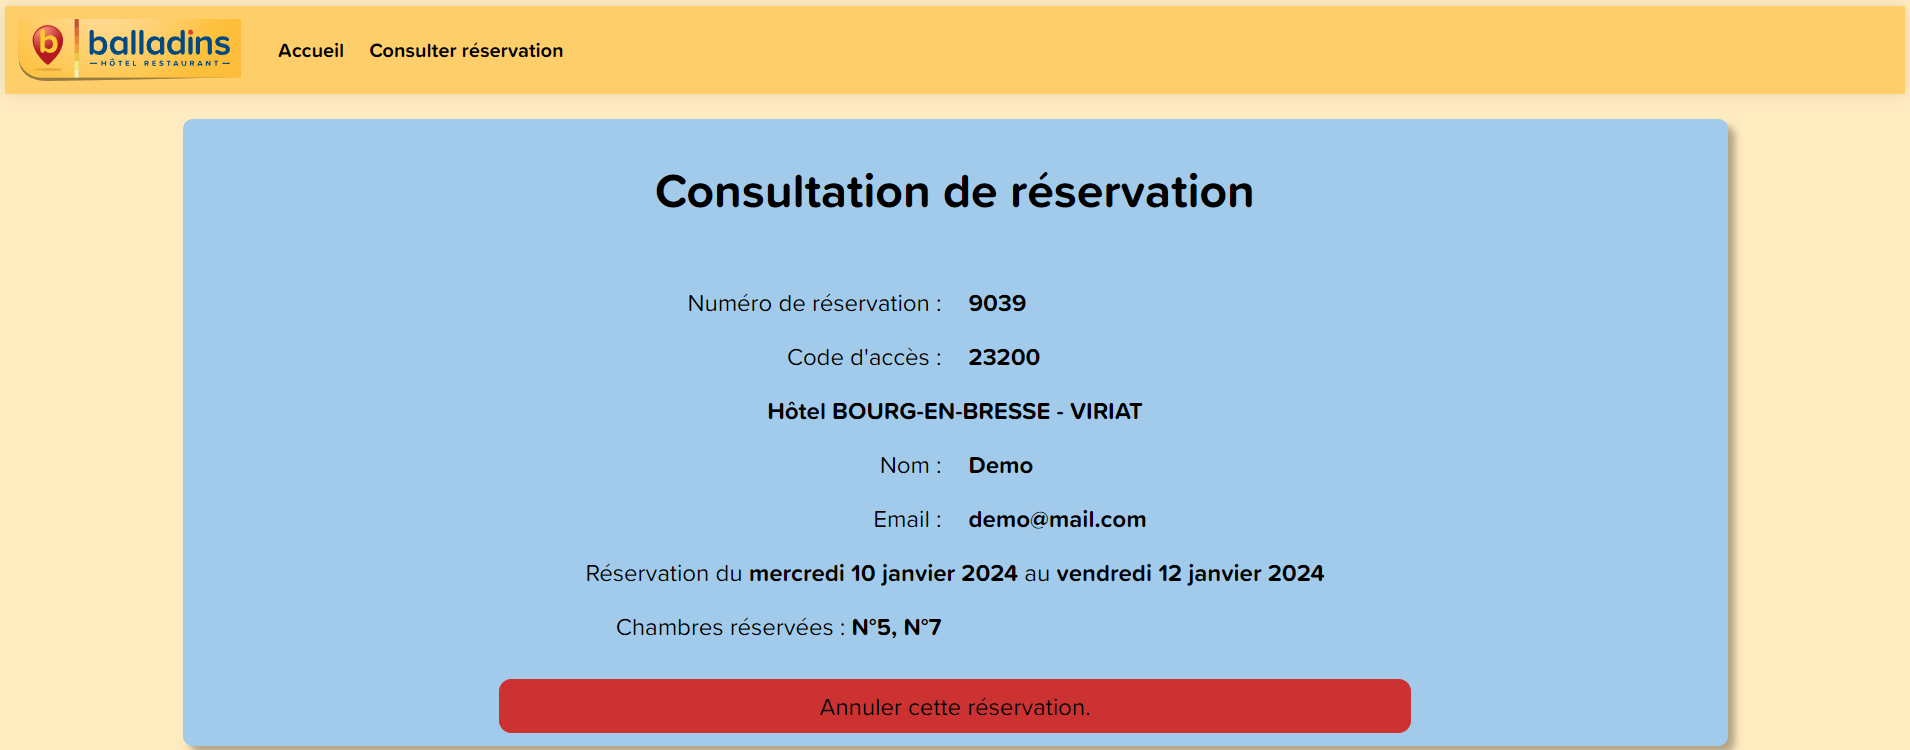 b balladins
HÔTEL RESTAURANT
Accueil Consulter réservation
Consultation de réservation
Numéro de réservation : 9039
Code d'accès : 23200
Hôtel BOURG-EN-BRESSE - VIRIAT
Nom : Demo
Email : demo@mail.com
Réservation du mercredi 10 janvier 2024 au vendredi 12 janvier 2024
Chambres réservées : N°5, N°7
Annuler cette réservation.